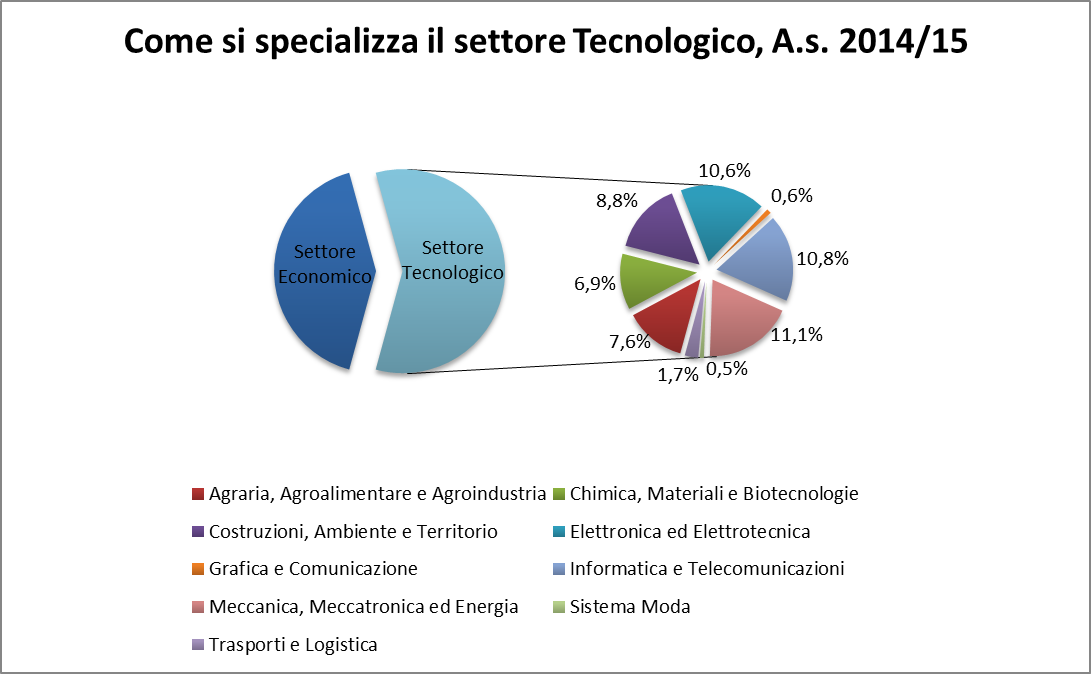 Come si specializza il settore Tecnologico, A.s. 2014/15
Settore
Economico
Settore
Tecnologico
10,6%
0,6%
8,8%
10,8%
6,9%
11,1%
7,6%
0,5%
1,7%
Agraria, Agroalimentare e Agroindustria
Chimica, Materiali e Biotecnologie
Costruzioni, Ambiente e Territorio
Elettronica ed Elettrotecnica
Grafica e Comunicazione
Informatica e Telecomunicazioni
Meccanica, Meccatronica ed Energia
Sistema Moda
Trasporti e Logistica